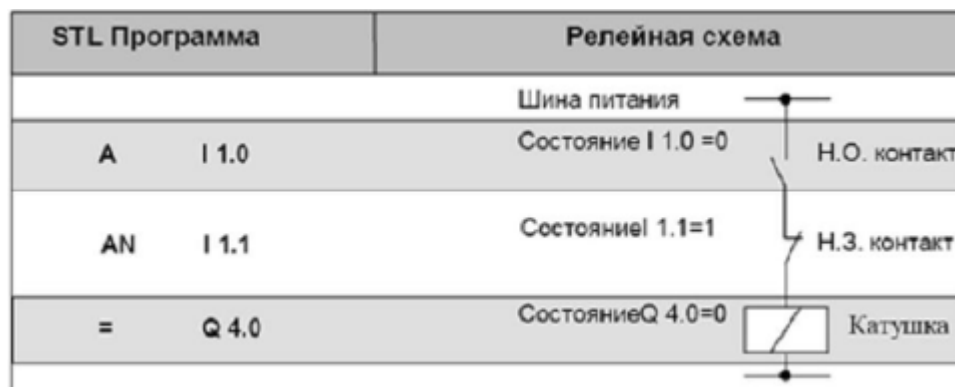 STL Программа Релейная схема
Шина питания
A I 1.0 Состояние I 1.0 =0 Н.О. контакт
AN I 1.1 СостояниеI 1.1=1 Н.З. контакт
= Q 4.0 СостояниеQ 4.0=0 Катушка